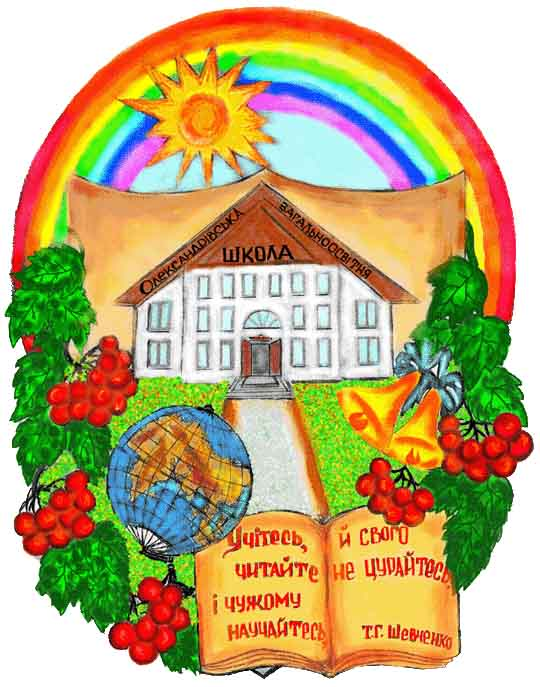 Олександрівська
загальноосвітня
школа
Учітесь,
читайте
і чужому
научайтесь,
й свого
не цурайтесь.
Т.Г. Шевченко